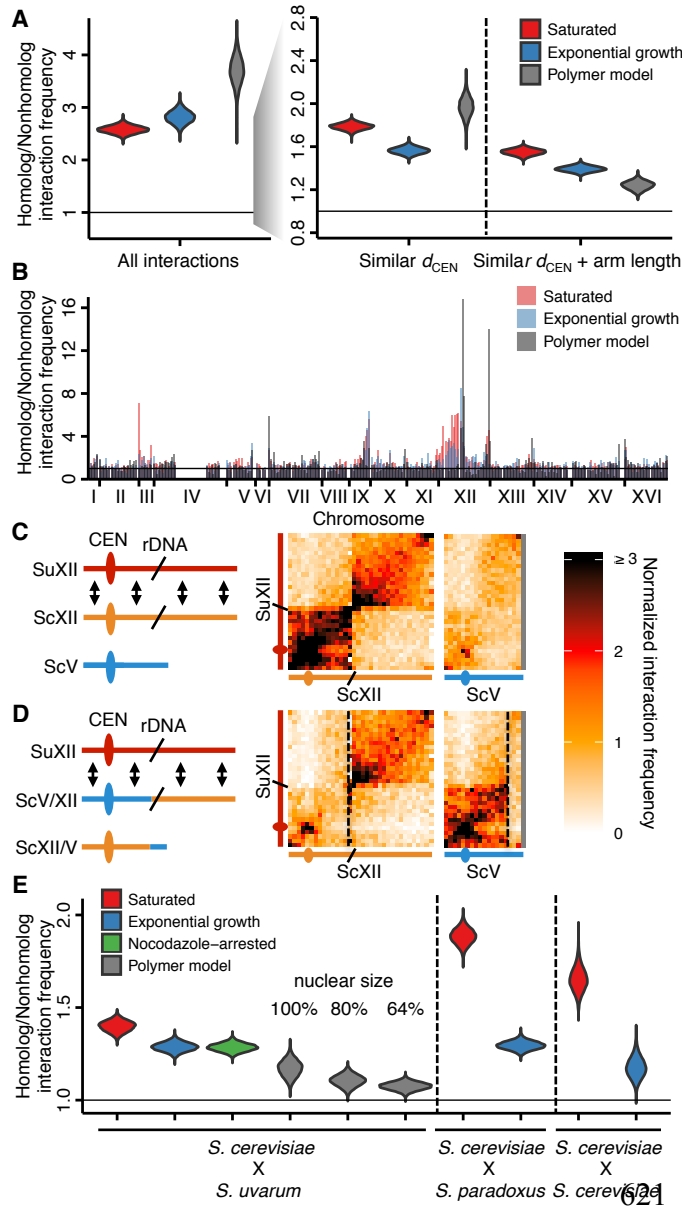 A
Homolog/Nonhomolog
interaction frequency
4
3
2
1
All interactions
2.8
2.4
2.0
1.6
1.2
0.8
Saturated
Exponential growth
Polymer model
Similar dCEN
Similar dCEN + arm length
B
Homolog/Nonhomolog
interaction frequency
16
12
8
4
0
Saturated
Exponential growth
Polymer model
I II III IV V VI VII VIII IX X XI XII XIII XIV XV XVI
Chromosome
C
CEN
rDNA
SuXII
ScXII
ScV
SuXII
ScXII
ScV
≥ 3
2
1
0
Normalized interaction frequency
D
CEN
rDNA
SuXII
ScV/XII
ScXII/V
SuXII
ScXII
ScV
E
Homolog/Nonhomolog
interaction frequency
2.0
1.5
1.0
Saturated
Exponential growth
Nocodazole−arrested
Polymer model
nuclear size
100% 80% 64%
S. cerevisiae
X
S. uvarum
S. cerevisiae
X
S. paradoxus
S. cerevisiae
X
S. cerevisiae
621